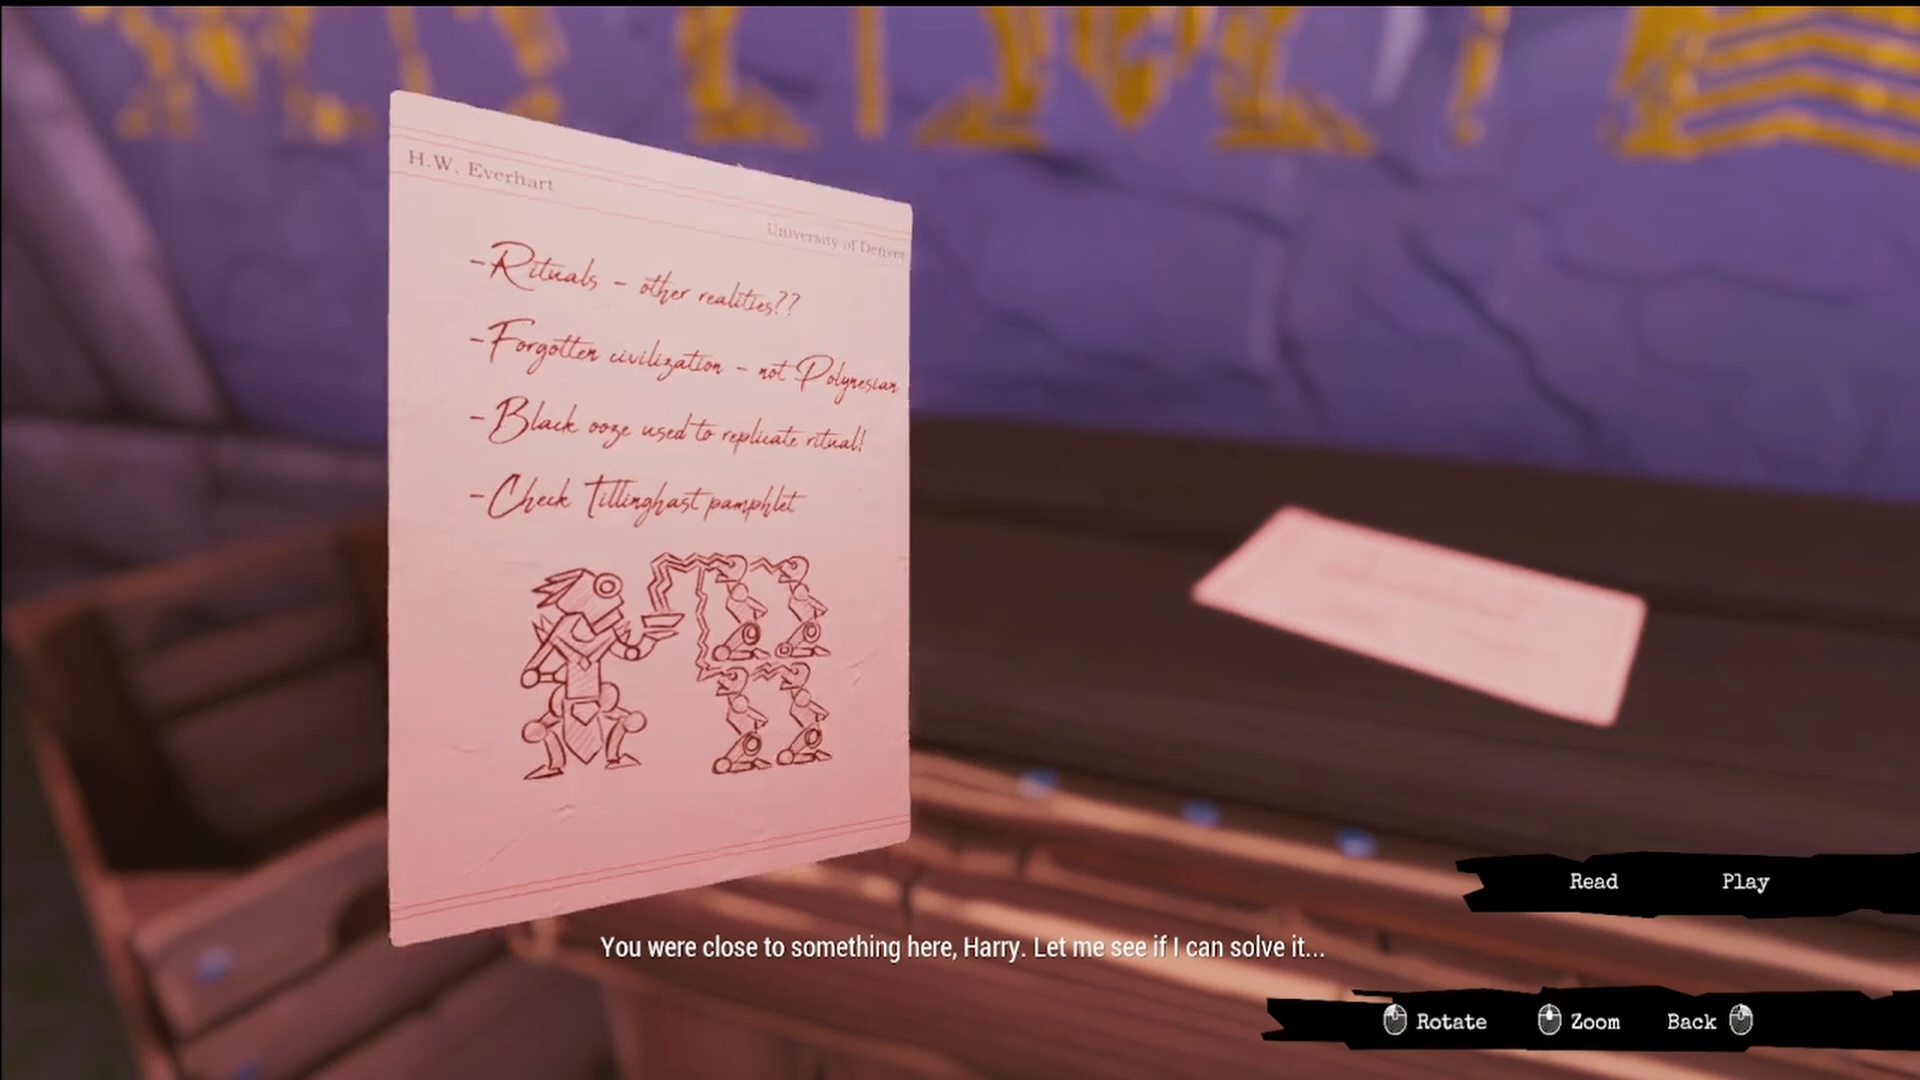 H.W. Everhart
University of Denver
-Rituals - other realities??
-Forgotten civilization - not Polynesian
-Black ooze used to replicate ritual!
-Check Tillinghast pamphlet
Read Play
You were close to something here, Harry. Let me see if I can solve it...
Rotate Zoom Back